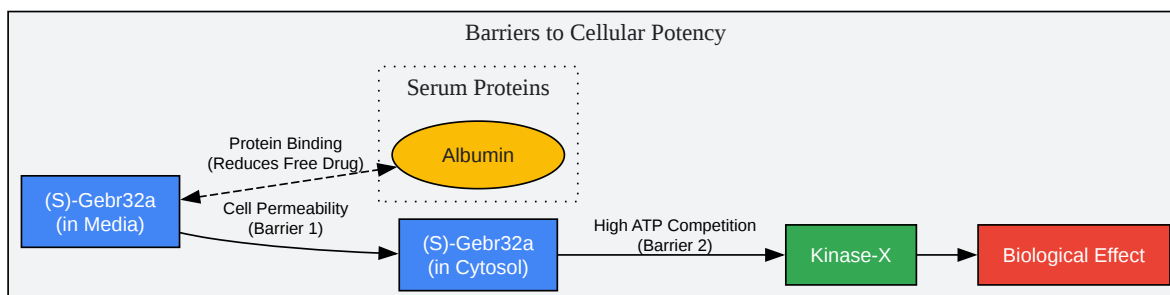 Barriers to Cellular Potency
Serum Proteins
Albumin
Protein Binding
(Reduces Free Drug)
(S)-Gebr32a
(in Media)
Cell Permeability
(Barrier 1)
(S)-Gebr32a
(in Cytosol)
High ATP Competition
(Barrier 2)
Kinase-X
Biological Effect